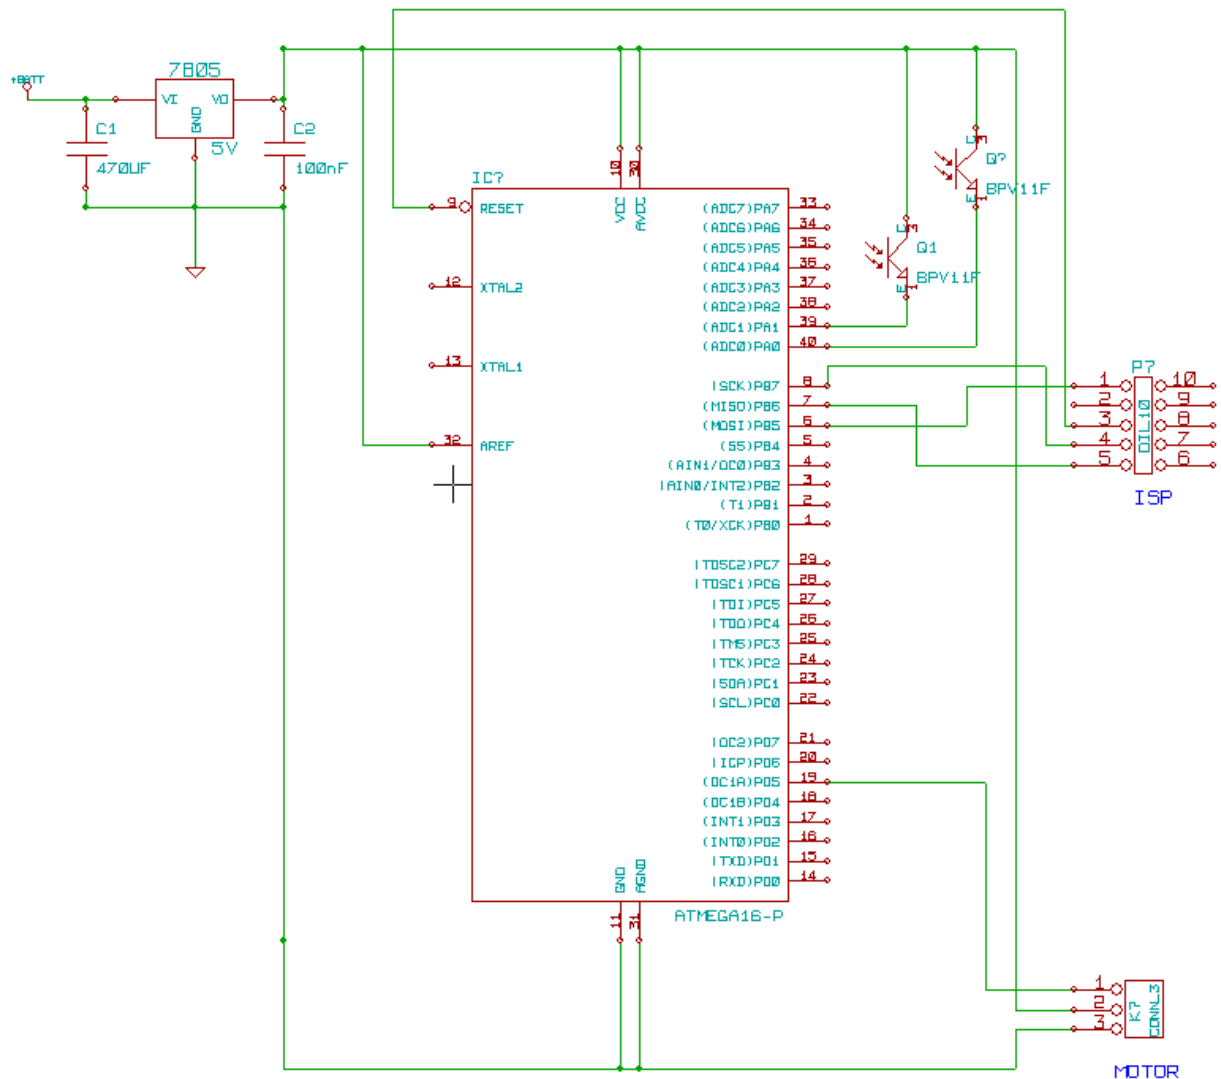 +BATT
7805
VI
VO
GND
5V
C1
470UF
C2
100nF
IC?
9
RESET
12
XTAL2
13
XTAL1
32
AREF
10
30
VCC
AVCC
(ADC7)PA7 33
(ADC6)PA6 34
(ADC5)PA5 35
(ADC4)PA4 36
(ADC3)PA3 37
(ADC2)PA2 38
(ADC1)PA1 39
(ADC0)PA0 40
(SCK)PB7 8
(MISO)PB6 7
(MOSI)PB5 6
(SS)PB4 5
(AIN1/OC0)PB3 4
(AIN0/INT2)PB2 3
(T1)PB1 2
(T0/XCK)PB0 1
(TOSC2)PC7 29
(TOSC1)PC6 28
(TDI)PC5 27
(TDO)PC4 26
(TMS)PC3 25
(TCK)PC2 24
(SDA)PC1 23
(SCL)PC0 22
(OC2)PD7 21
(ICP)PD6 20
(OC1A)PD5 19
(OC1B)PD4 18
(INT1)PD3 17
(INT0)PD2 16
(TXD)PD1 15
(RXD)PD0 14
GND
AGND
11
31
ATMEGA16-P
C
3
Q?
BPV11F
E
1
C
3
Q1
BPV11F
E
1
P?
1 10
2 9
3 8
4 7
5 6
DIL10
ISP
1
2
3
K?
CONN_3
MOTOR